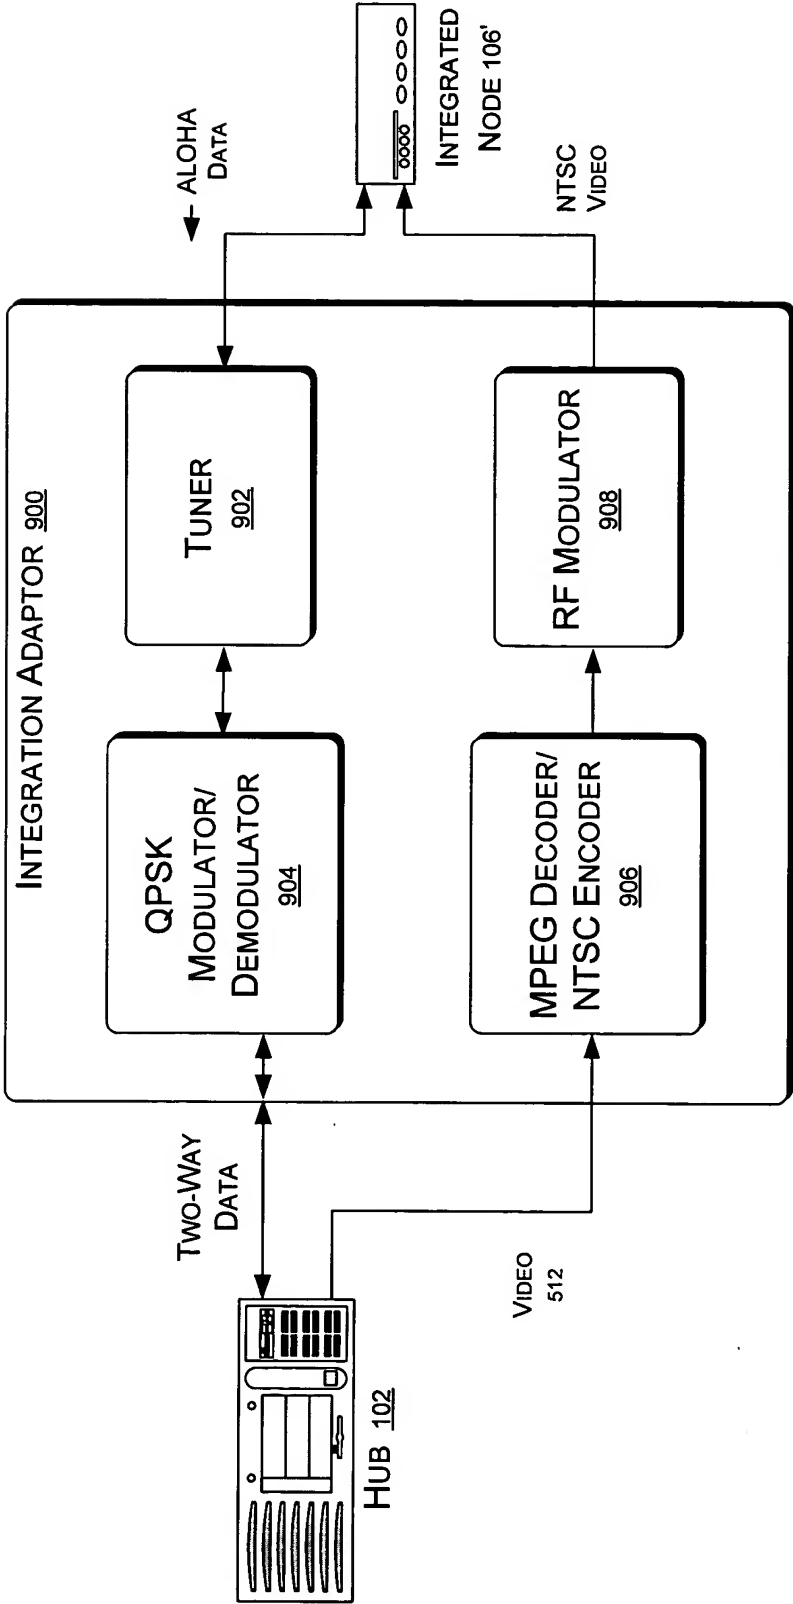 INTEGRATION ADAPTOR 900
HUB 102
TWO-WAY
DATA
VIDEO
512
QPSK
MODULATOR/
DEMODULATOR
904
TUNER
902
MPEG DECODER/
NTSC ENCODER
906
RF MODULATOR
908
ALOHA
DATA
NTSC
VIDEO
INTEGRATED
NODE 106'